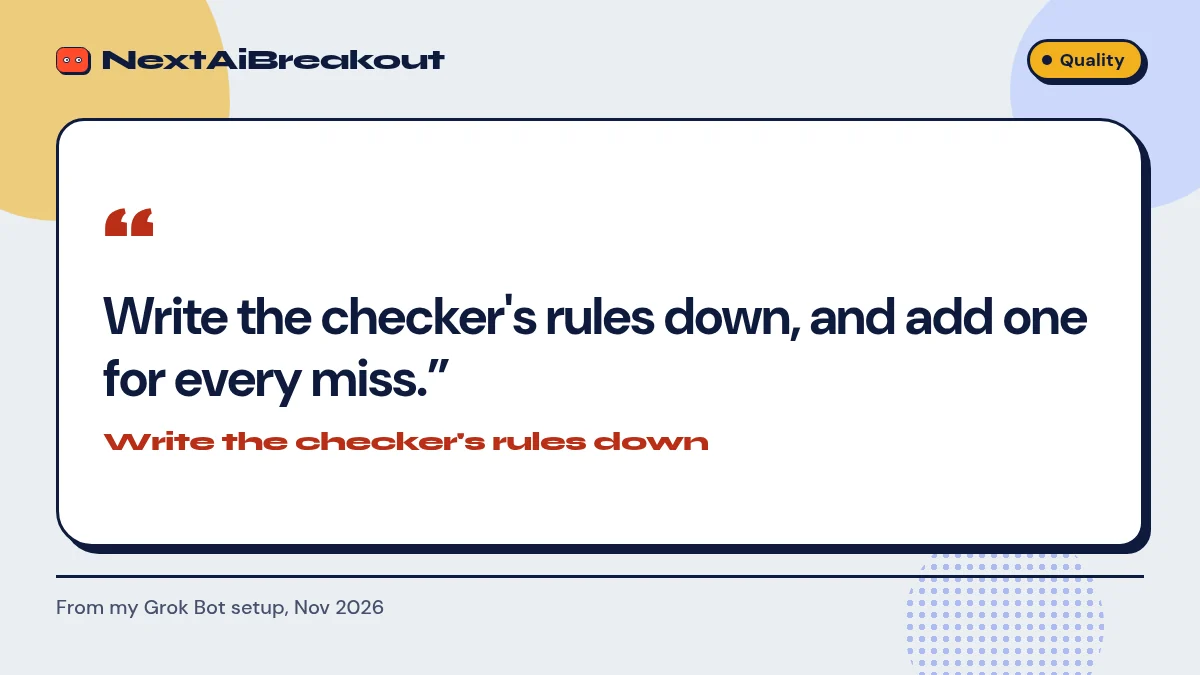 NextAiBreakout
Quality
“
Write the checker's rules down, and add one
for every miss.”
Write the checker's rules down
From my Grok Bot setup, Nov 2026